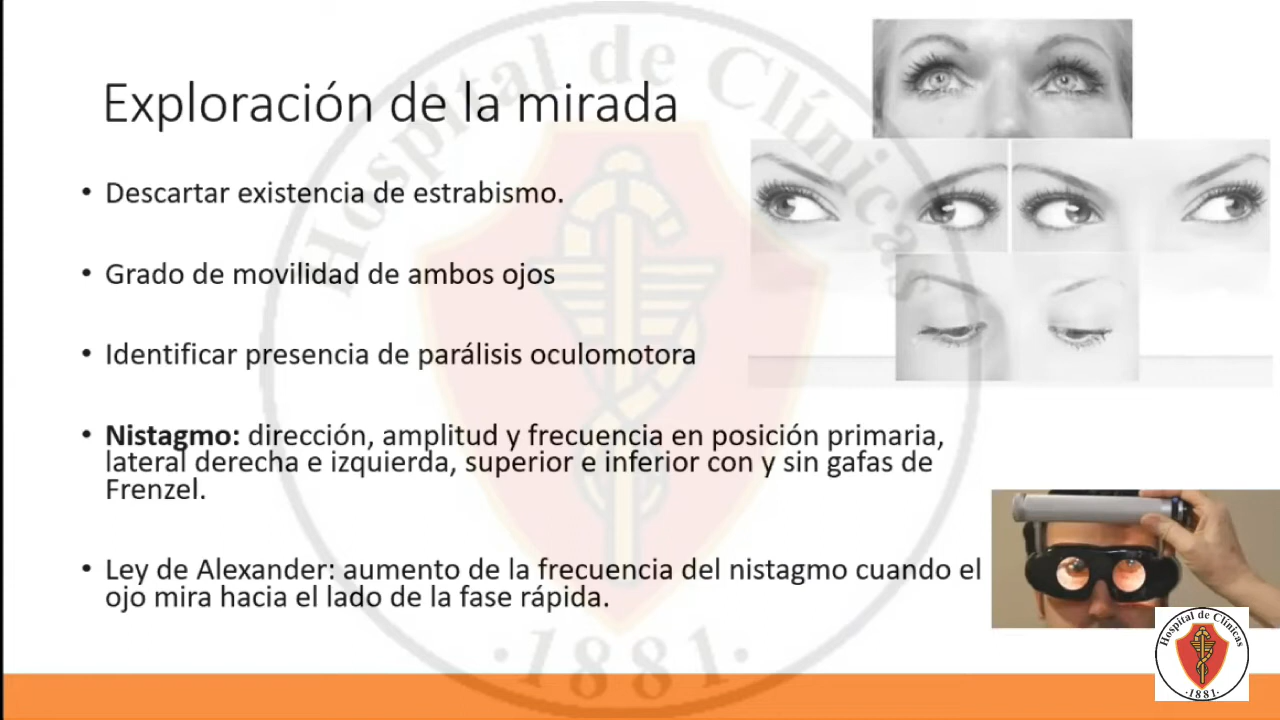 Exploración de la mirada
• Descartar existencia de estrabismo.
• Grado de movilidad de ambos ojos
• Identificar presencia de parálisis oculomotora
• Nistagmo: dirección, amplitud y frecuencia en posición primaria,
lateral derecha e izquierda, superior e inferior con y sin gafas de
Frenzel.
• Ley de Alexander: aumento de la frecuencia del nistagmo cuando el
ojo mira hacia el lado de la fase rápida.
Hospital de Clínicas
·1881·
Hospital de Clínicas
·1881·